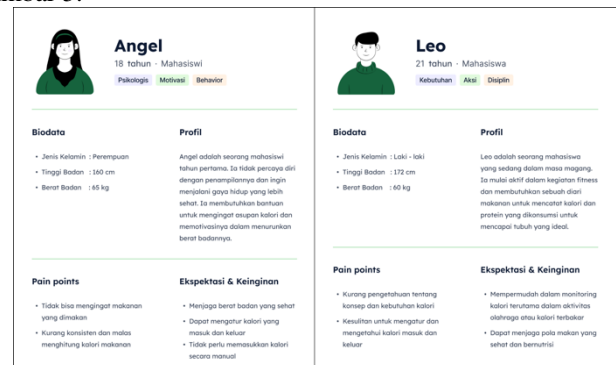 Angel
18 tahun · Mahasiswi
Psikologis Motivasi Behavior
Biodata
• Jenis Kelamin : Perempuan
• Tinggi Badan : 160 cm
• Berat Badan : 65 kg
Profil
Angel adalah seorang mahasiswi
tahun pertama. Ia tidak percaya diri
dengan penampilannya dan ingin
menjalani gaya hidup yang lebih
sehat. Ia membutuhkan bantuan
untuk mengingat asupan kalori dan
memotivasinya dalam menurunkan
berat badannya.
Pain points
• Tidak bisa mengingat makanan
yang dimakan
• Kurang konsisten dan malas
menghitung kalori makanan
Ekspektasi & Keinginan
• Menjaga berat badan yang sehat
• Dapat mengatur kalori yang
masuk dan keluar
• Tidak perlu memasukkan kalori
secara manual
Leo
21 tahun · Mahasiswa
Kebutuhan Aksi Disiplin
Biodata
• Jenis Kelamin : Laki - laki
• Tinggi Badan : 172 cm
• Berat Badan : 60 kg
Profil
Leo adalah seorang mahasiswa
yang sedang dalam masa magang.
Ia mulai aktif dalam kegiatan fitness
dan membutuhkan sebuah diari
makanan untuk mencatat kalori dan
protein yang dikonsumsi untuk
mencapai tubuh yang ideal.
Pain points
• Kurang pengetahuan tentang
konsep dan kebutuhan kalori
• Kesulitan untuk mengatur dan
mengetahui kalori masuk dan
keluar
Ekspektasi & Keinginan
• Mempermudah dalam monitoring
kalori terutama dalam aktivitas
olahraga atau kalori terbakar
• Dapat menjaga pola makan yang
sehat dan bernutrisi